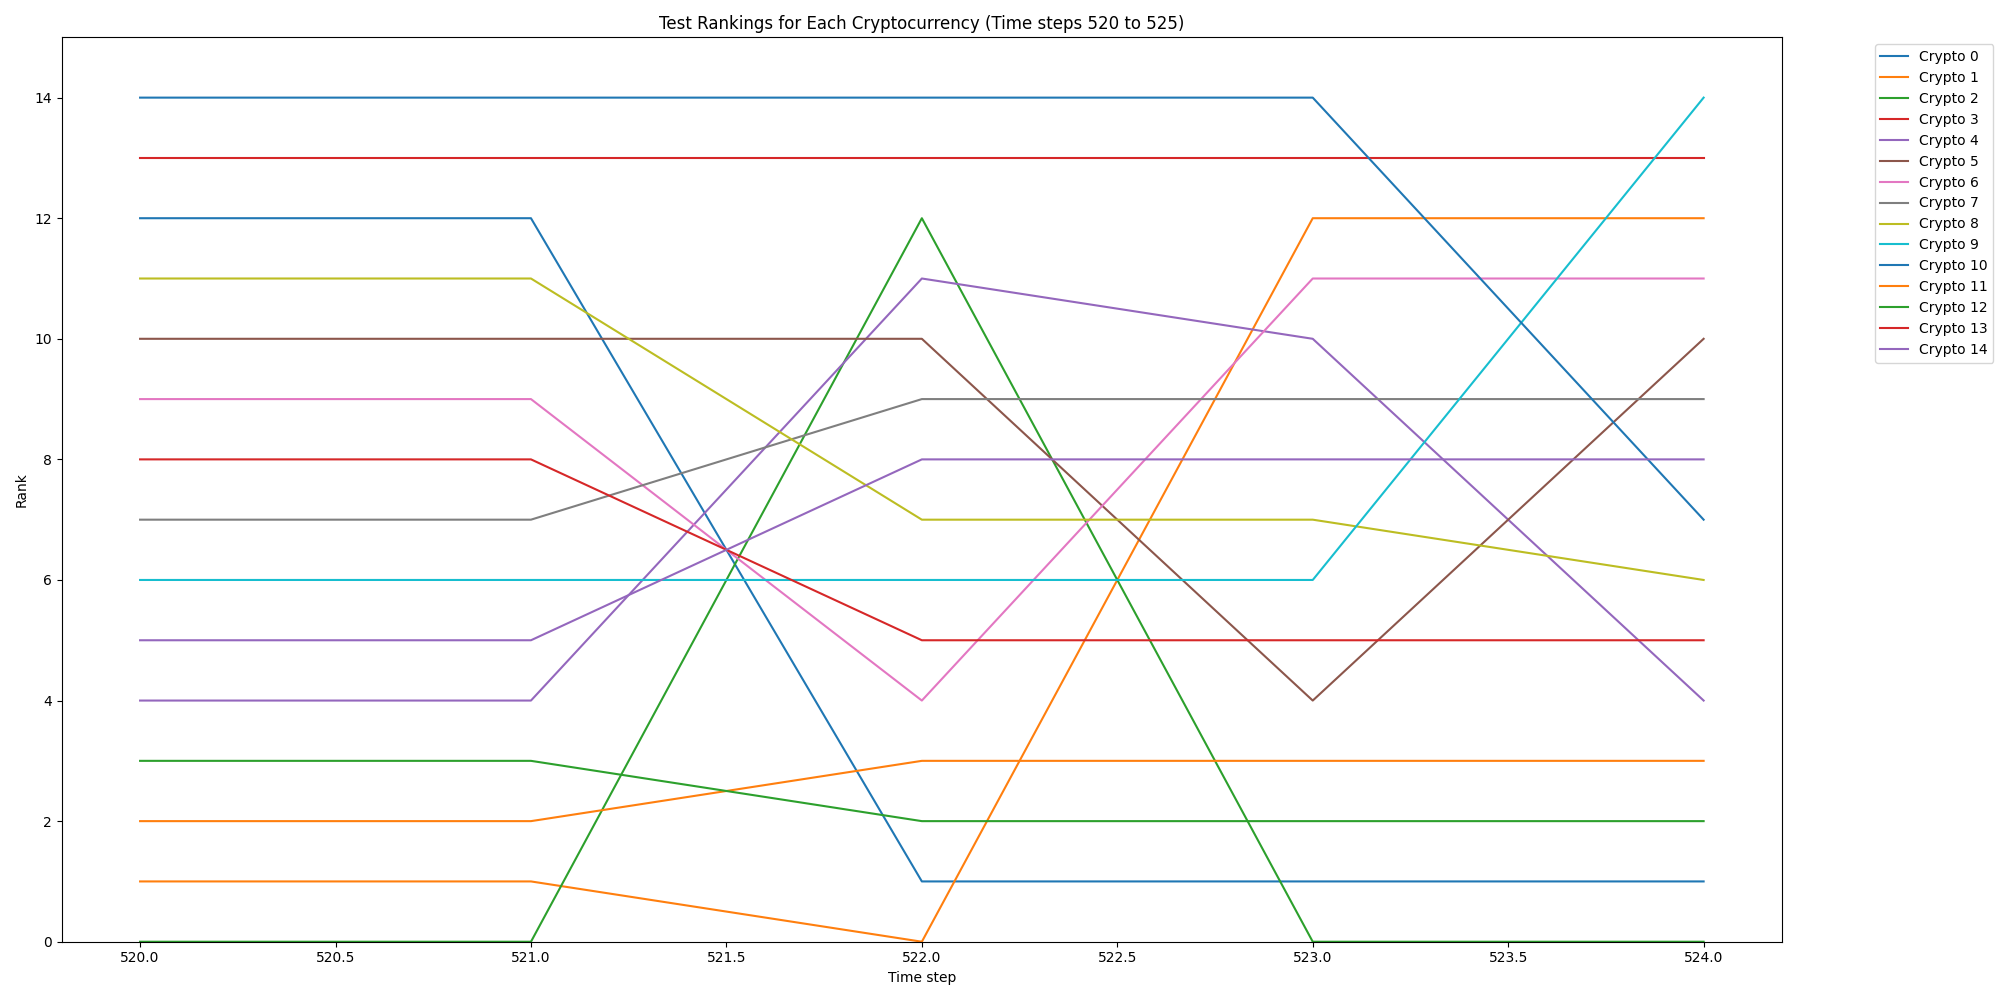 Test Rankings for Each Cryptocurrency (Time steps 520 to 525)
14
12
10
8
6
4
2
0
Rank
520.0 520.5 521.0 521.5 522.0 522.5 523.0 523.5 524.0
Time step
Crypto 0
Crypto 1
Crypto 2
Crypto 3
Crypto 4
Crypto 5
Crypto 6
Crypto 7
Crypto 8
Crypto 9
Crypto 10
Crypto 11
Crypto 12
Crypto 13
Crypto 14